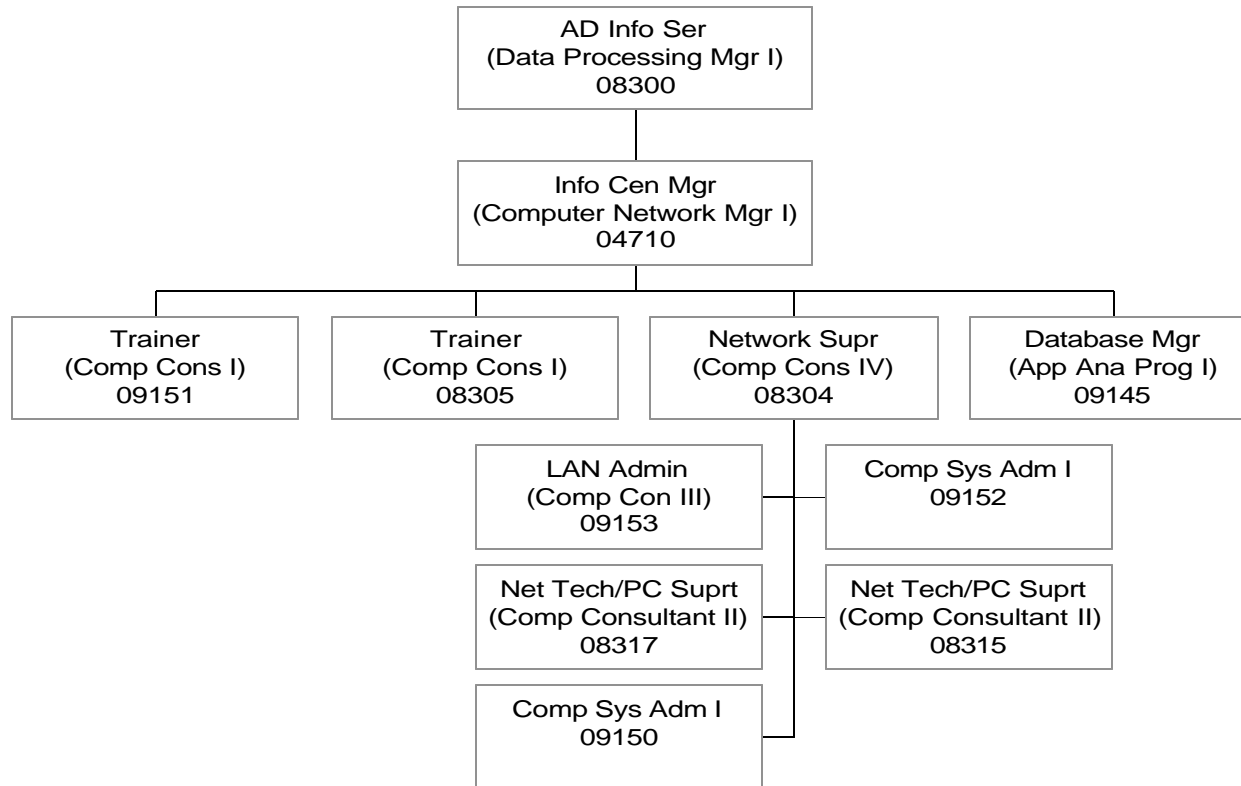 AD Info Ser
(Data Processing Mgr I)
08300
Info Cen Mgr
(Computer Network Mgr I)
04710
Trainer
(Comp Cons I)
09151
Trainer
(Comp Cons I)
08305
Network Supr
(Comp Cons IV)
08304
Database Mgr
(App Ana Prog I)
09145
LAN Admin
(Comp Con III)
09153
Comp Sys Adm I
09152
Net Tech/PC Suprt
(Comp Consultant II)
08317
Net Tech/PC Suprt
(Comp Consultant II)
08315
Comp Sys Adm I
09150